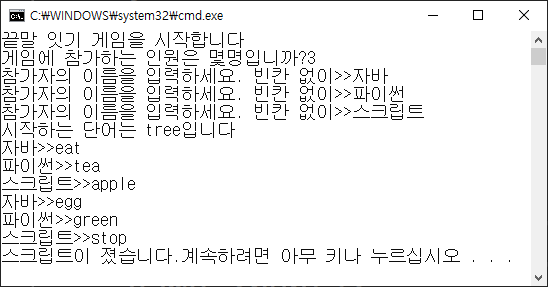 C:\WINDOWS\system32\cmd.exe
끝말 잇기 게임을 시작합니다
게임에 참가하는 인원은 몇명입니까?3
참가자의 이름을 입력하세요. 빈칸 없이>>자바
참가자의 이름을 입력하세요. 빈칸 없이>>파이썬
참가자의 이름을 입력하세요. 빈칸 없이>>스크립트
시작하는 단어는 tree입니다
자바>>eat
파이썬>>tea
스크립트>>apple
자바>>egg
파이썬>>green
스크립트>>stop
스크립트이 졌습니다.계속하려면 아무 키나 누르십시오 . . .